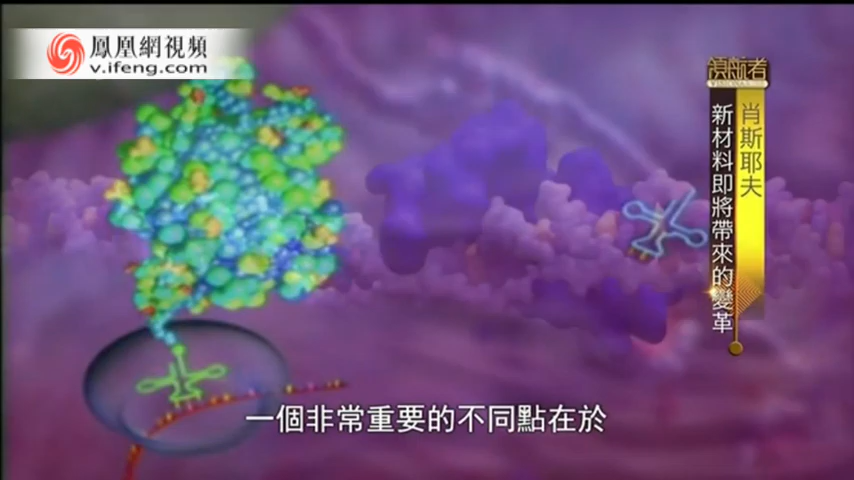 鳳凰網視頻
v.ifeng.com
領航者
肖斯耶夫
新材料即將帶來的變革
一個非常重要的不同點在於